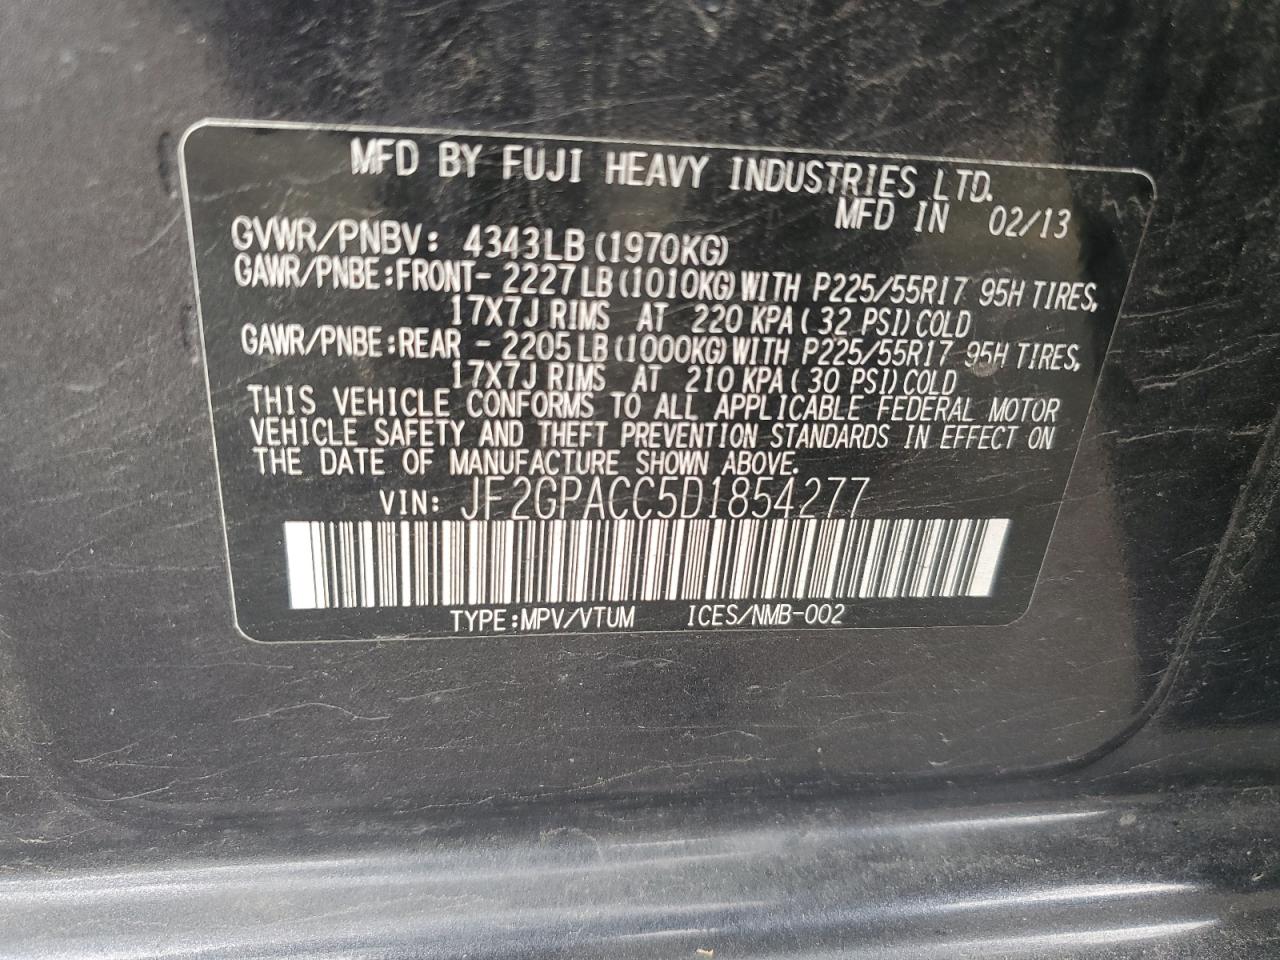 MFD BY FUJI HEAVY INDUSTRIES LTD.
MFD IN 02/13
GVWR/PNBV: 4343LB (1970KG)
GAWR/PNBE:FRONT- 2227LB(1010KG)WITH P225/55R17 95H TIRES,
17X7J RIMS AT 220 KPA( 32 PSI)COLD
GAWR/PNBE:REAR - 2205LB(1000KG)WITH P225/55R17 95H TIRES,
17X7J RIMS AT 210 KPA( 30 PSI)COLD
THIS VEHICLE CONFORMS TO ALL APPLICABLE FEDERAL MOTOR
VEHICLE SAFETY AND THEFT PREVENTION STANDARDS IN EFFECT ON
THE DATE OF MANUFACTURE SHOWN ABOVE.
VIN: JF2GPACC5D1854277
TYPE:MPV/VTUM ICES/NMB-002